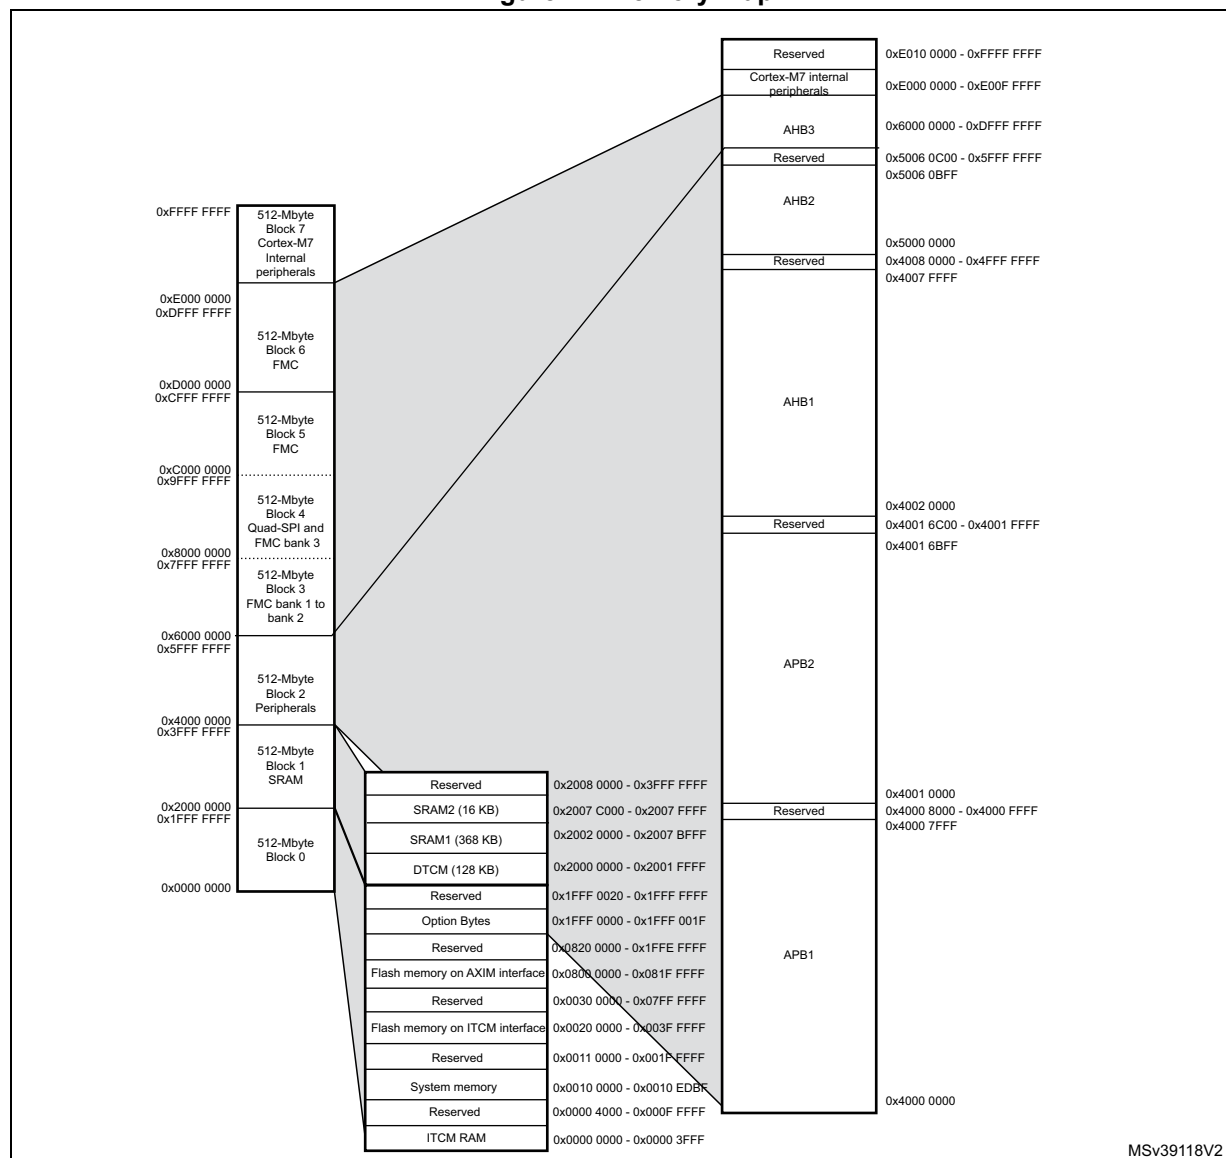 0xFFFF FFFF
512-Mbyte
Block 7
Cortex-M7
Internal
peripherals
0xE000 0000
0xDFFF FFFF
512-Mbyte
Block 6
FMC
0xD000 0000
0xCFFF FFFF
512-Mbyte
Block 5
FMC
0xC000 0000
0x9FFF FFFF
512-Mbyte
Block 4
Quad-SPI and
FMC bank 3
0x8000 0000
0x7FFF FFFF
512-Mbyte
Block 3
FMC bank 1 to
bank 2
0x6000 0000
0x5FFF FFFF
512-Mbyte
Block 2
Peripherals
0x4000 0000
0x3FFF FFFF
512-Mbyte
Block 1
SRAM
0x2000 0000
0x1FFF FFFF
512-Mbyte
Block 0
0x0000 0000
Reserved 0x2008 0000 - 0x3FFF FFFF
SRAM2 (16 KB) 0x2007 C000 - 0x2007 FFFF
SRAM1 (368 KB) 0x2002 0000 - 0x2007 BFFF
DTCM (128 KB) 0x2000 0000 - 0x2001 FFFF
Reserved 0x1FFF 0020 - 0x1FFF FFFF
Option Bytes 0x1FFF 0000 - 0x1FFF 001F
Reserved 0x0820 0000 - 0x1FFE FFFF
Flash memory on AXIM interface 0x0800 0000 - 0x081F FFFF
Reserved 0x0030 0000 - 0x07FF FFFF
Flash memory on ITCM interface 0x0020 0000 - 0x003F FFFF
Reserved 0x0011 0000 - 0x001F FFFF
System memory 0x0010 0000 - 0x0010 EDBF
Reserved 0x0000 4000 - 0x000F FFFF
ITCM RAM 0x0000 0000 - 0x0000 3FFF
Reserved 0xE010 0000 - 0xFFFF FFFF
Cortex-M7 internal
peripherals 0xE000 0000 - 0xE00F FFFF
AHB3 0x6000 0000 - 0xDFFF FFFF
Reserved 0x5006 0C00 - 0x5FFF FFFF
0x5006 0BFF
AHB2
0x5000 0000
Reserved 0x4008 0000 - 0x4FFF FFFF
0x4007 FFFF
AHB1
0x4002 0000
Reserved 0x4001 6C00 - 0x4001 FFFF
0x4001 6BFF
APB2
0x4001 0000
Reserved 0x4000 8000 - 0x4000 FFFF
0x4000 7FFF
APB1
0x4000 0000
MSv39118V2